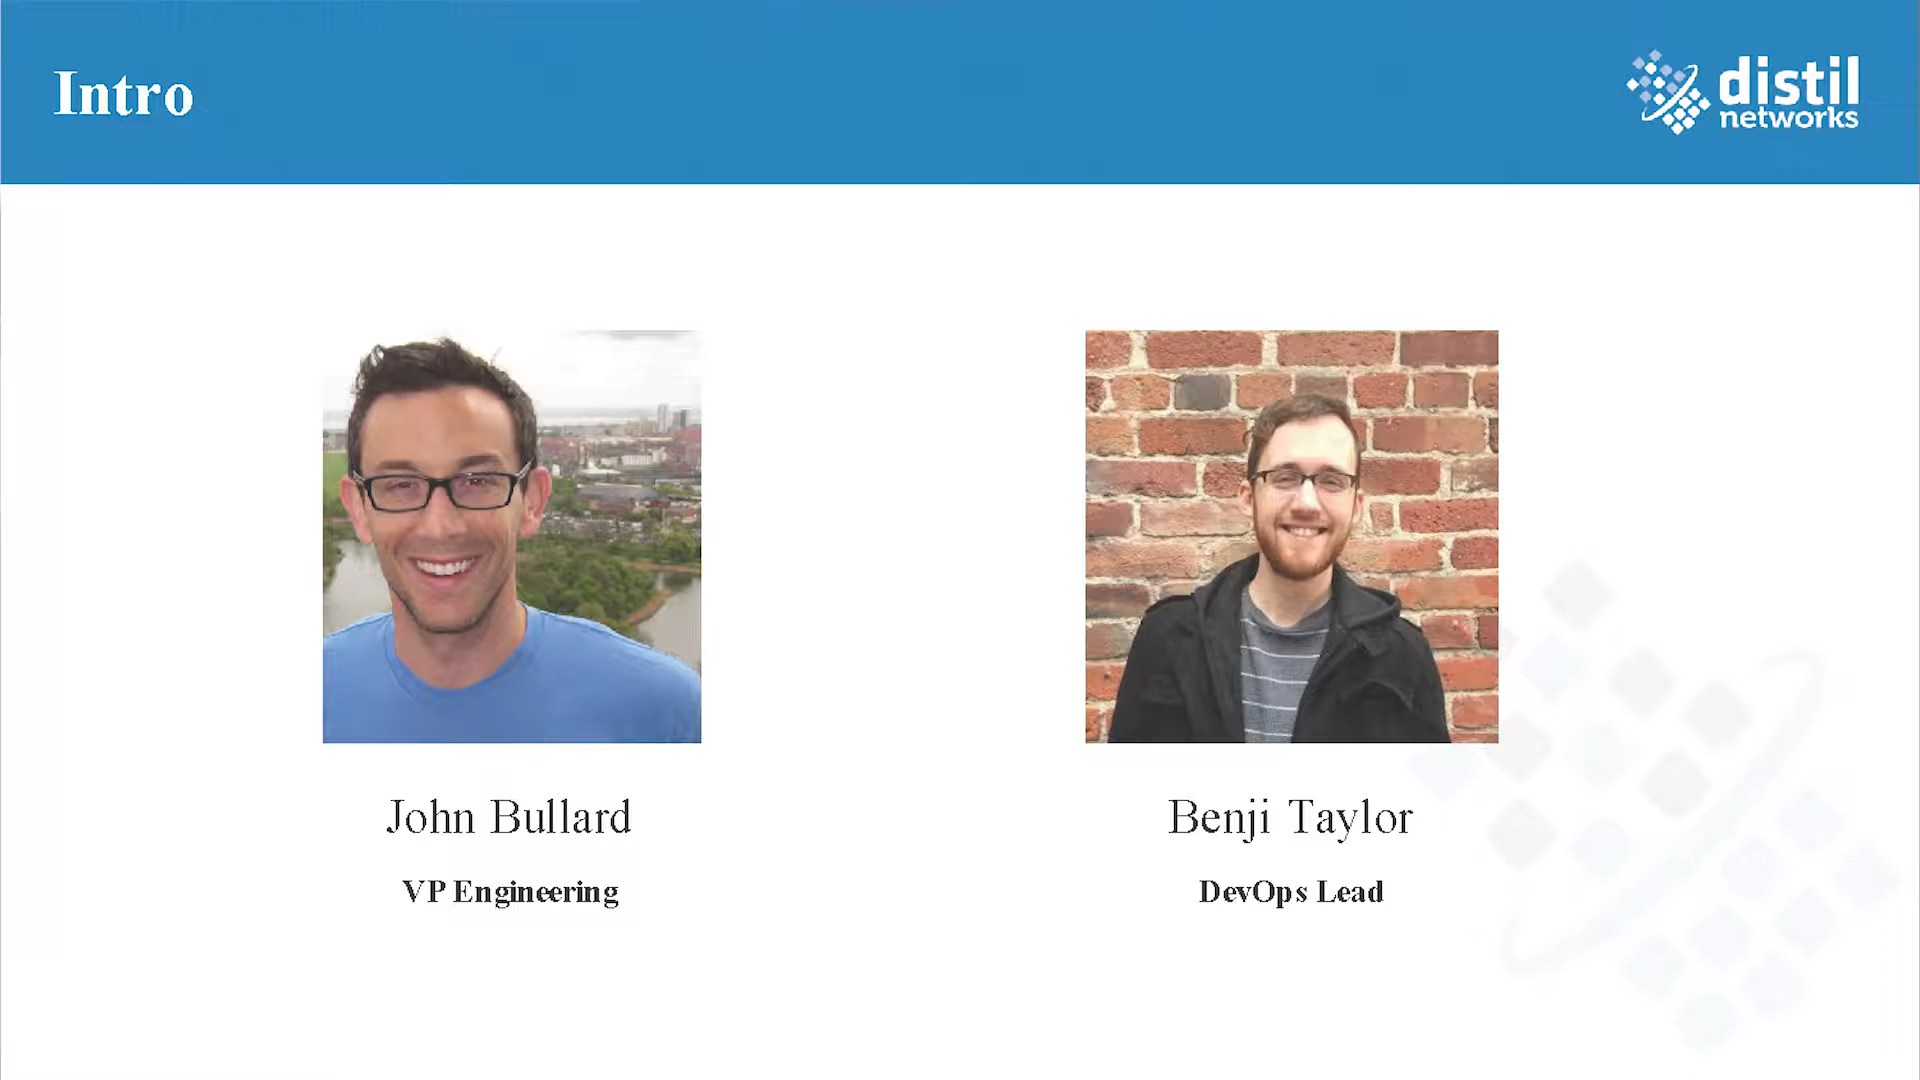 Intro
distil
networks
John Bullard
VP Engineering
Benji Taylor
DevOps Lead